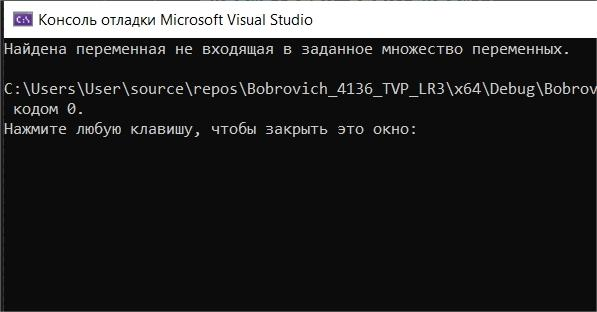 Консоль отладки Microsoft Visual Studio
Найдена переменная не входящая в заданное множество переменных.
C:\Users\User\source\repos\Bobrovich_4136_TVP_LR3\x64\Debug\Bobrov
кодом 0.
Нажмите любую клавишу, чтобы закрыть это окно: